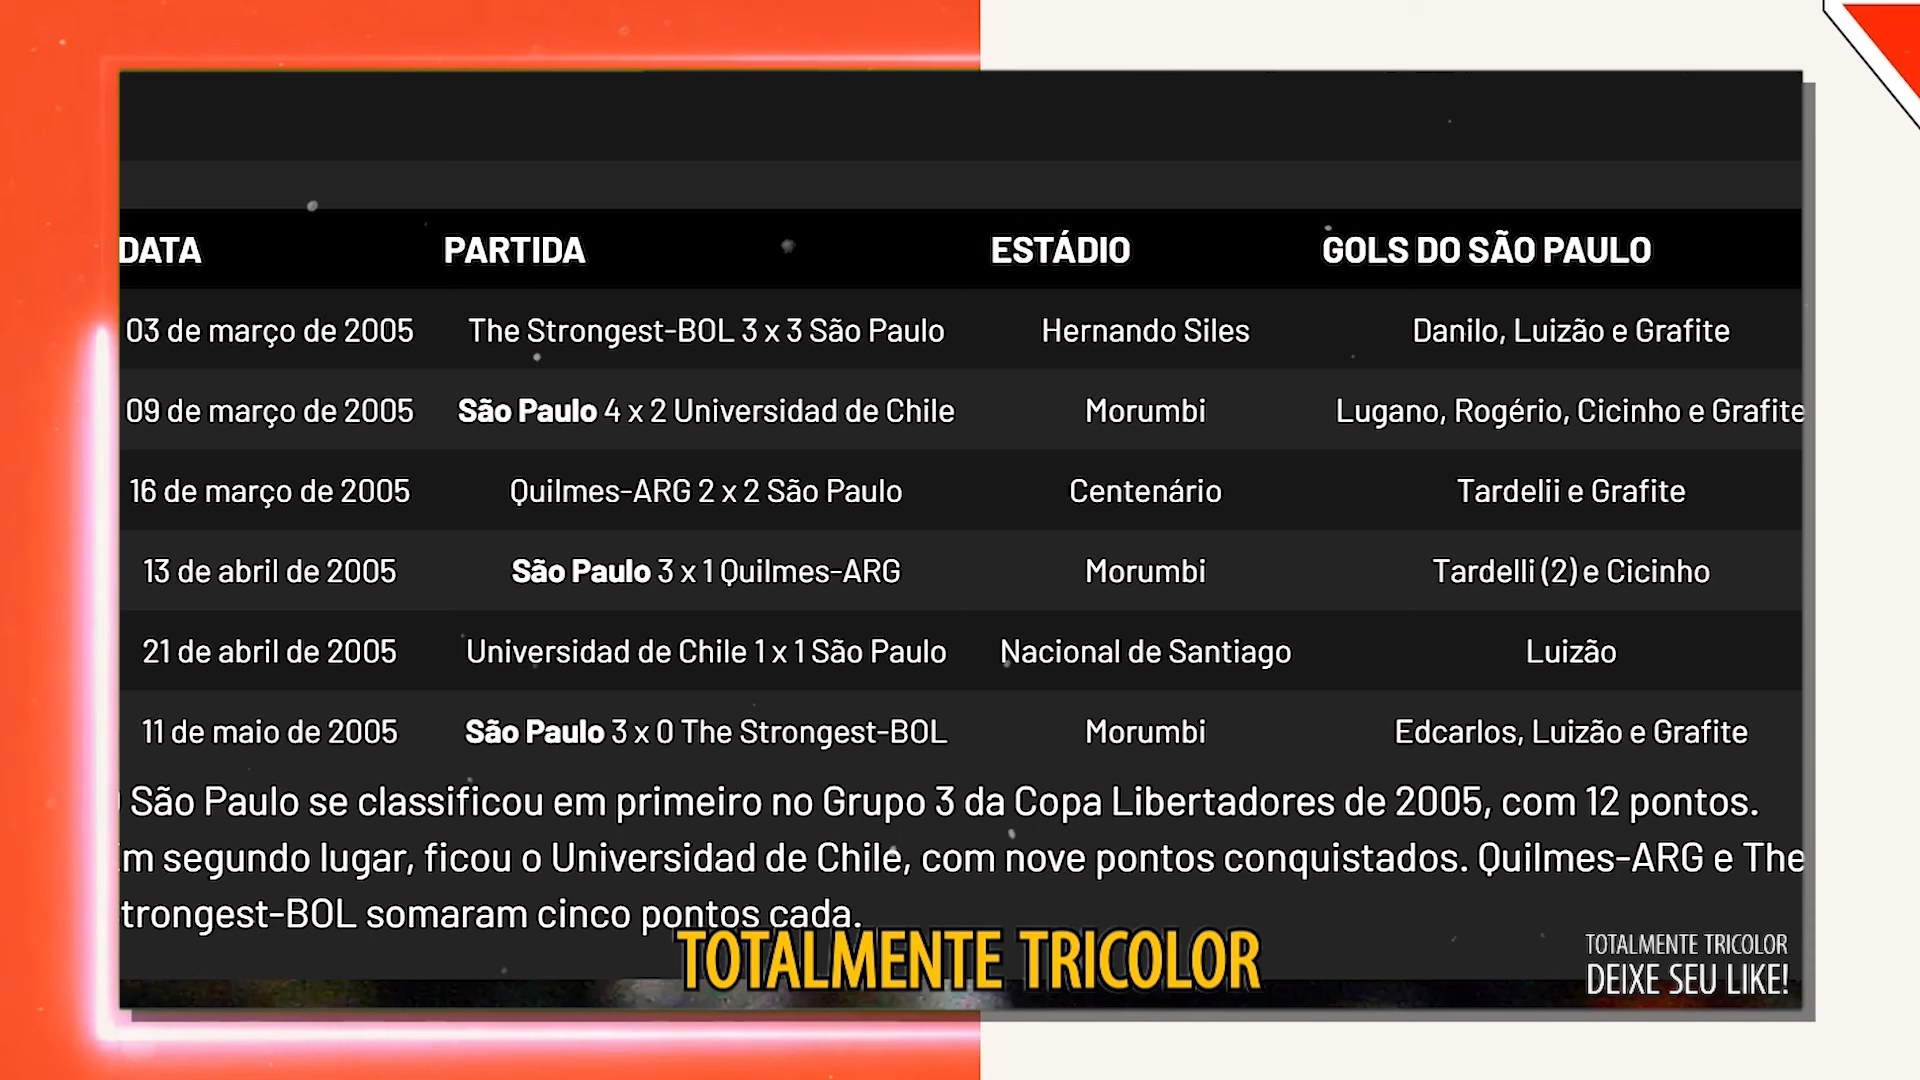 DATA PARTIDA ESTÁDIO GOLS DO SÃO PAULO
03 de março de 2005 The Strongest-BOL 3 x 3 São Paulo Hernando Siles Danilo, Luizão e Grafite
09 de março de 2005 São Paulo 4 x 2 Universidad de Chile Morumbi Lugano, Rogério, Cicinho e Grafite
16 de março de 2005 Quilmes-ARG 2 x 2 São Paulo Centenário Tardelii e Grafite
13 de abril de 2005 São Paulo 3 x 1 Quilmes-ARG Morumbi Tardelli (2) e Cicinho
21 de abril de 2005 Universidad de Chile 1 x 1 São Paulo Nacional de Santiago Luizão
11 de maio de 2005 São Paulo 3 x 0 The Strongest-BOL Morumbi Edcarlos, Luizão e Grafite
São Paulo se classificou em primeiro no Grupo 3 da Copa Libertadores de 2005, com 12 pontos.
m segundo lugar, ficou o Universidad de Chile, com nove pontos conquistados. Quilmes-ARG e The
trongest-BOL somaram cinco pontos cada.
TOTALMENTE TRICOLOR
TOTALMENTE TRICOLOR
DEIXE SEU LIKE!